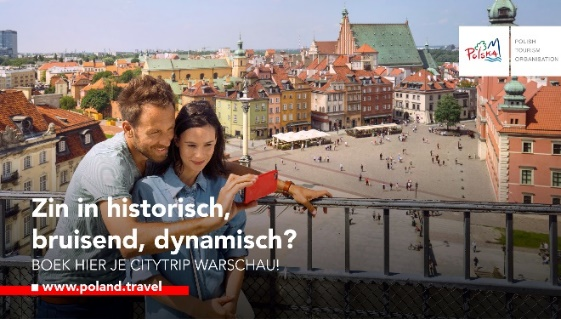 Polska
POLISH
TOURISM
ORGANISATION
Zin in historisch,
bruisend, dynamisch?
BOEK HIER JE CITYTRIP WARSCHAU!
www.poland.travel